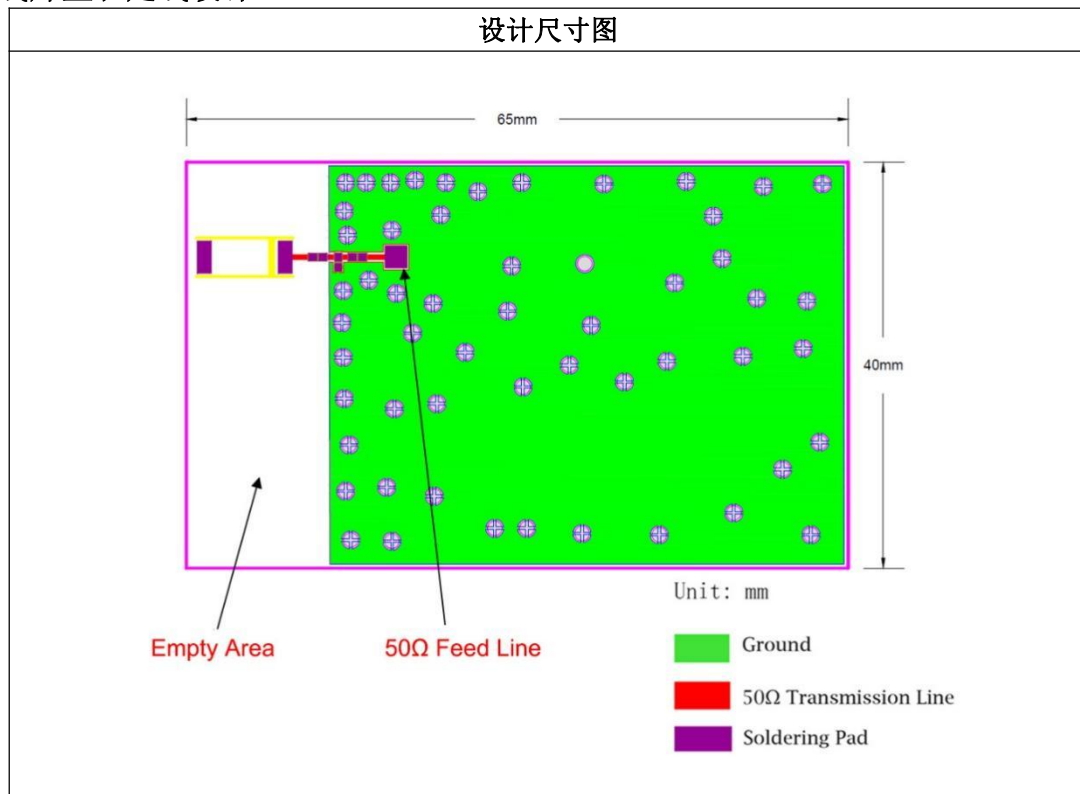 设计尺寸图
65mm
40mm
Unit: mm
Empty Area
50Ω Feed Line
Ground
50Ω Transmission Line
Soldering Pad